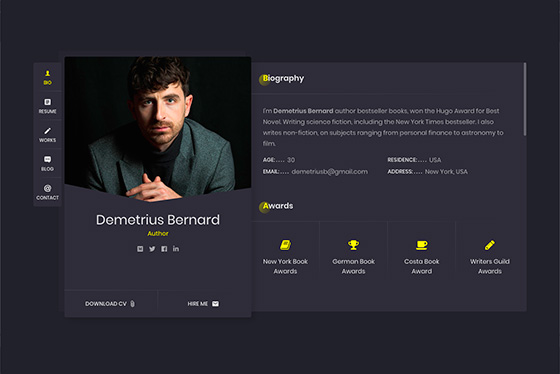 BIO
RESUME
WORKS
BLOG
CONTACT
Demetrius Bernard
Author
DOWNLOAD CV
HIRE ME
Biography
I'm Demetrius Bernard author bestseller books, won the Hugo Award for Best
Novel. Writing science fiction, including the New York Times bestseller. I also
writes non-fiction, on subjects ranging from personal finance to astronomy to
film.
AGE: . . . . 30
RESIDENCE: . . . . USA
EMAIL: . . . . demetriusb@gmail.com
ADDRESS: . . . . New York, USA
Awards
New York Book
Awards
German Book
Awards
Costa Book
Award
Writers Guild
Awards